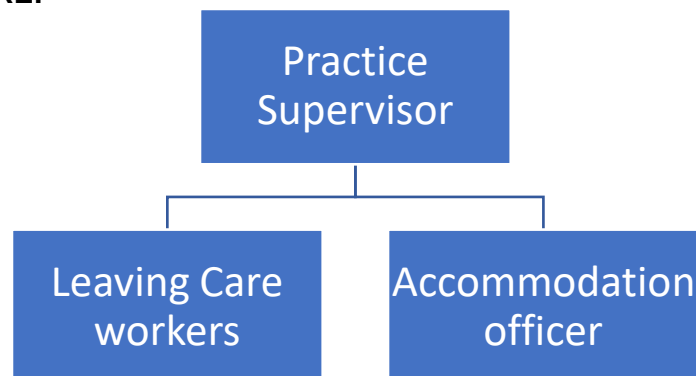 Practice
Supervisor
Leaving Care
workers
Accommodation
officer